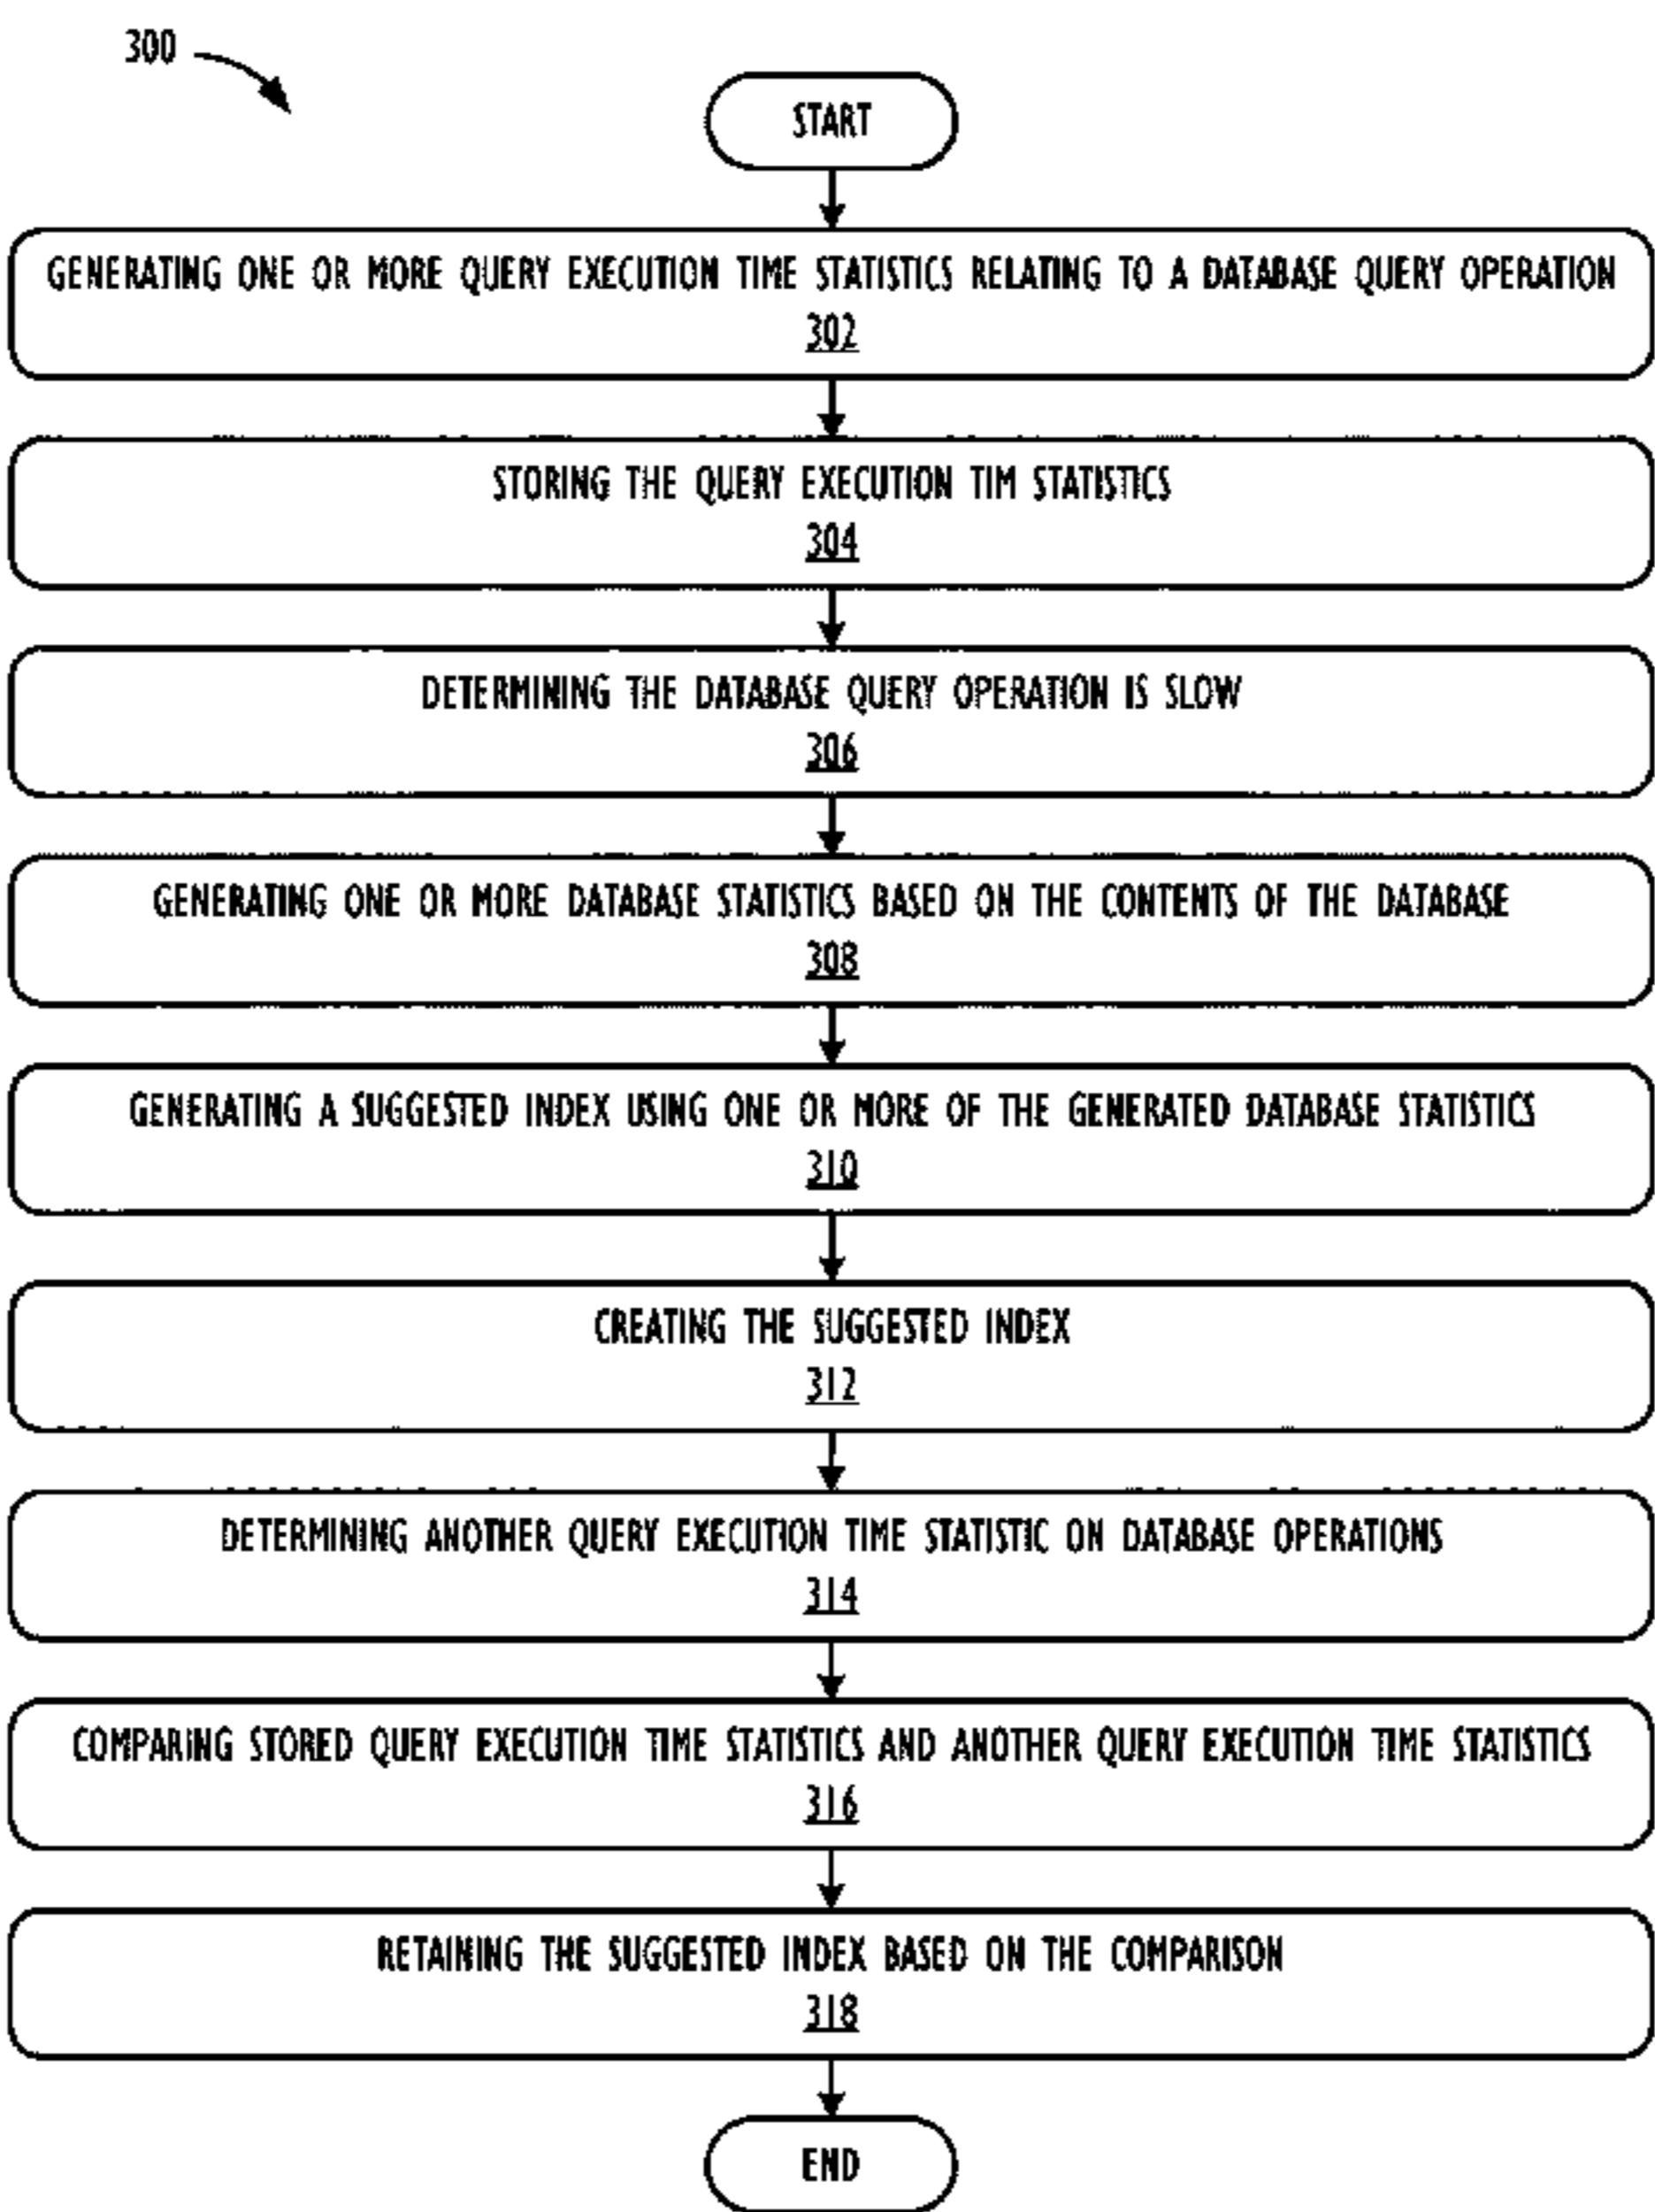 300
START
GENERATING ONE OR MORE QUERY EXECUTION TIME STATISTICS RELATING TO A DATABASE QUERY OPERATION
302
STORING THE QUERY EXECUTION TIM STATISTICS
304
DETERMINING THE DATABASE QUERY OPERATION IS SLOW
306
GENERATING ONE OR MORE DATABASE STATISTICS BASED ON THE CONTENTS OF THE DATABASE
308
GENERATING A SUGGESTED INDEX USING ONE OR MORE OF THE GENERATED DATABASE STATISTICS
310
CREATING THE SUGGESTED INDEX
312
DETERMINING ANOTHER QUERY EXECUTION TIME STATISTIC ON DATABASE OPERATIONS
314
COMPARING STORED QUERY EXECUTION TIME STATISTICS AND ANOTHER QUERY EXECUTION TIME STATISTICS
316
RETAINING THE SUGGESTED INDEX BASED ON THE COMPARISON
318
END